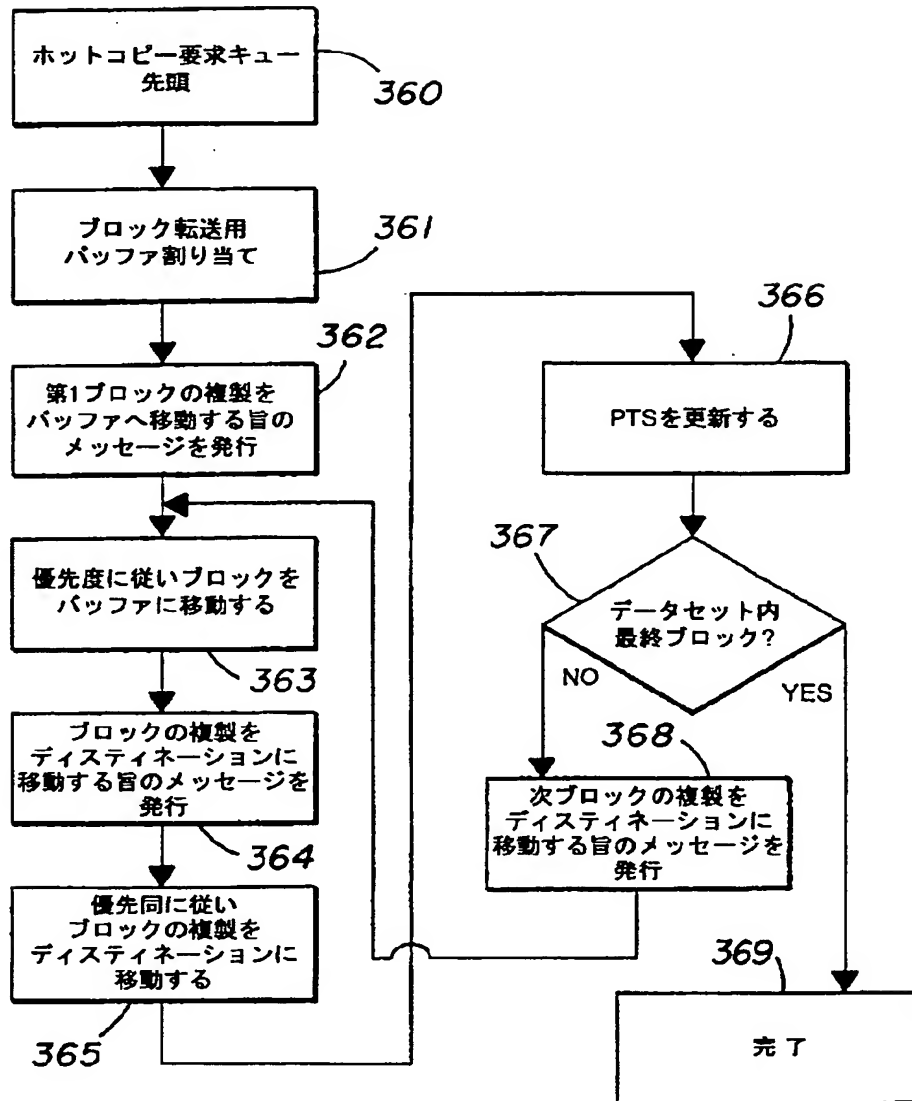 ホットコピー要求キュー
先頭
360
ブロック転送用
バッファ割り当て
361
第1ブロックの複製を
バッファへ移動する旨の
メッセージを発行
362
優先度に従いブロックを
バッファに移動する
363
ブロックの複製を
ディスティネーションに
移動する旨のメッセージを
発行
364
優先同に従い
ブロックの複製を
ディスティネーションに
移動する
365
366
PTSを更新する
367
データセット内
最終ブロック?
NO
YES
368
次ブロックの複製を
ディスティネーションに
移動する旨のメッセージを
発行
369
完了